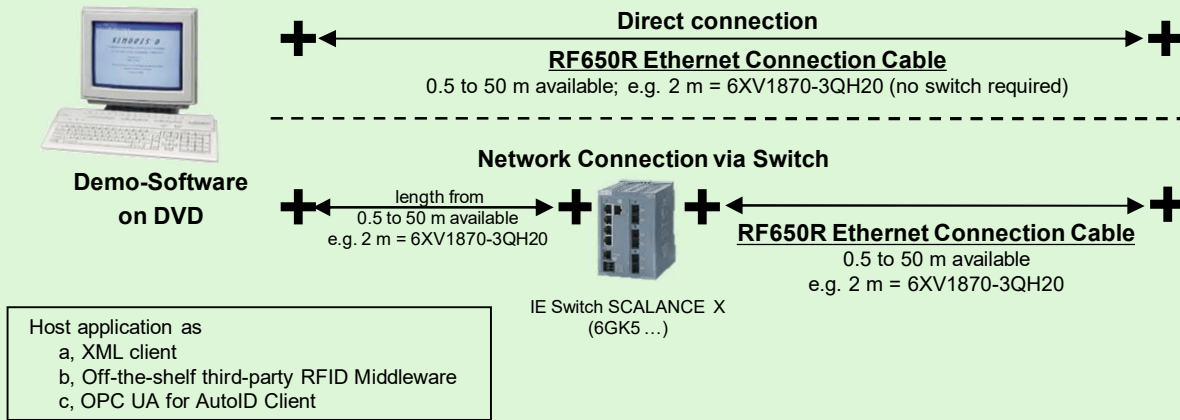 Direct connection
RF650R Ethernet Connection Cable
0.5 to 50 m available; e.g. 2 m = 6XV1870-3QH20 (no switch required)
Network Connection via Switch
Demo-Software
on DVD
length from
0.5 to 50 m available
e.g. 2 m = 6XV1870-3QH20
RF650R Ethernet Connection Cable
0.5 to 50 m available
e.g. 2 m = 6XV1870-3QH20
IE Switch SCALANCE X
(6GK5 …)
Host application as
a, XML client
b, Off-the-shelf third-party RFID Middleware
c, OPC UA for AutoID Client